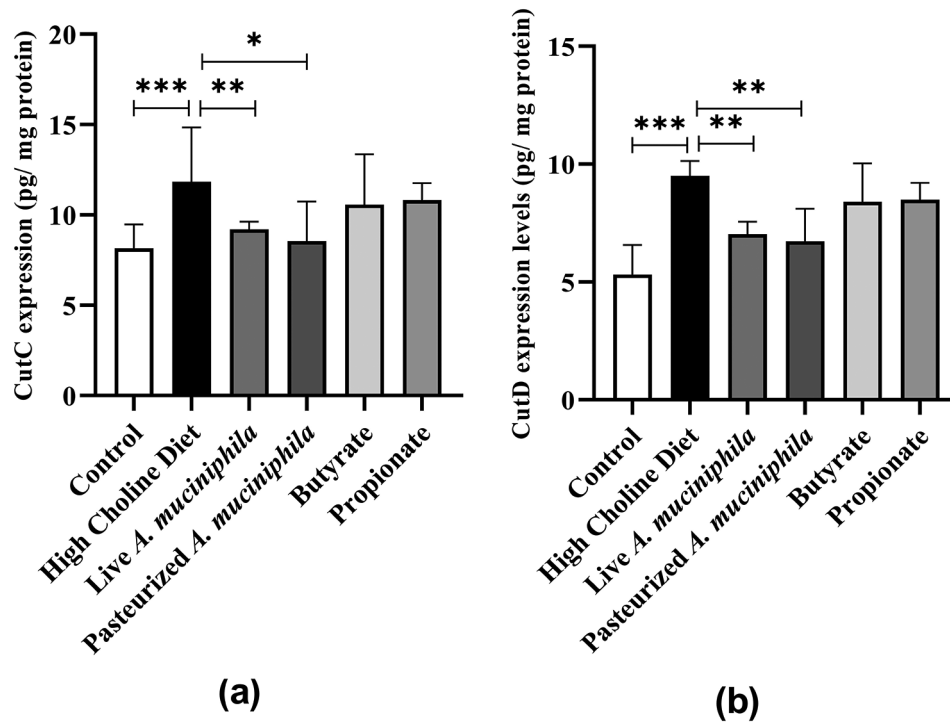 CutC expression (pg/ mg protein)
20
15
10
5
0
***
**
*
Control
High Choline Diet
Live A. muciniphila
Pasteurized A. muciniphila
Butyrate
Propionate
(a)
CutD expression levels (pg/ mg protein)
15
10
5
0
***
**
**
Control
High Choline Diet
Live A. muciniphila
Pasteurized A. muciniphila
Butyrate
Propionate
(b)